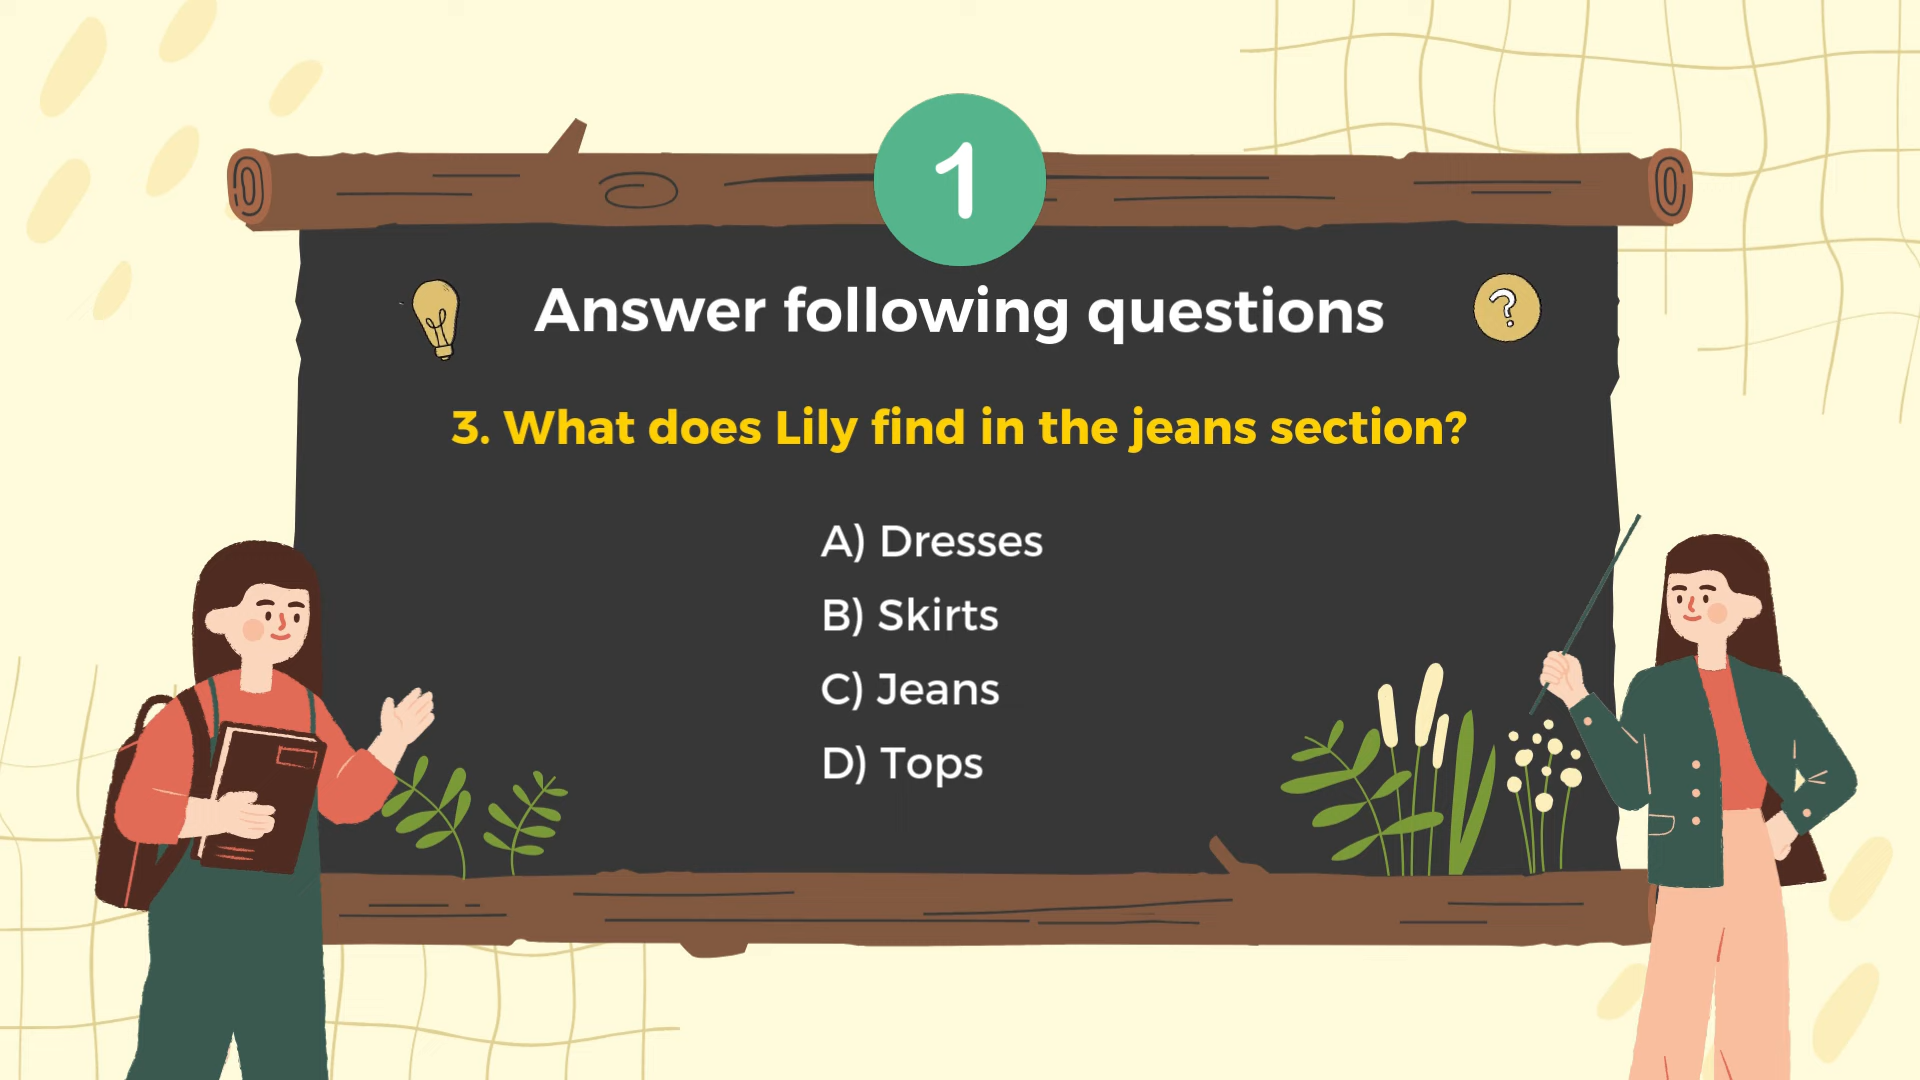 1
Answer following questions
?
3. What does Lily find in the jeans section?
A) Dresses
B) Skirts
C) Jeans
D) Tops